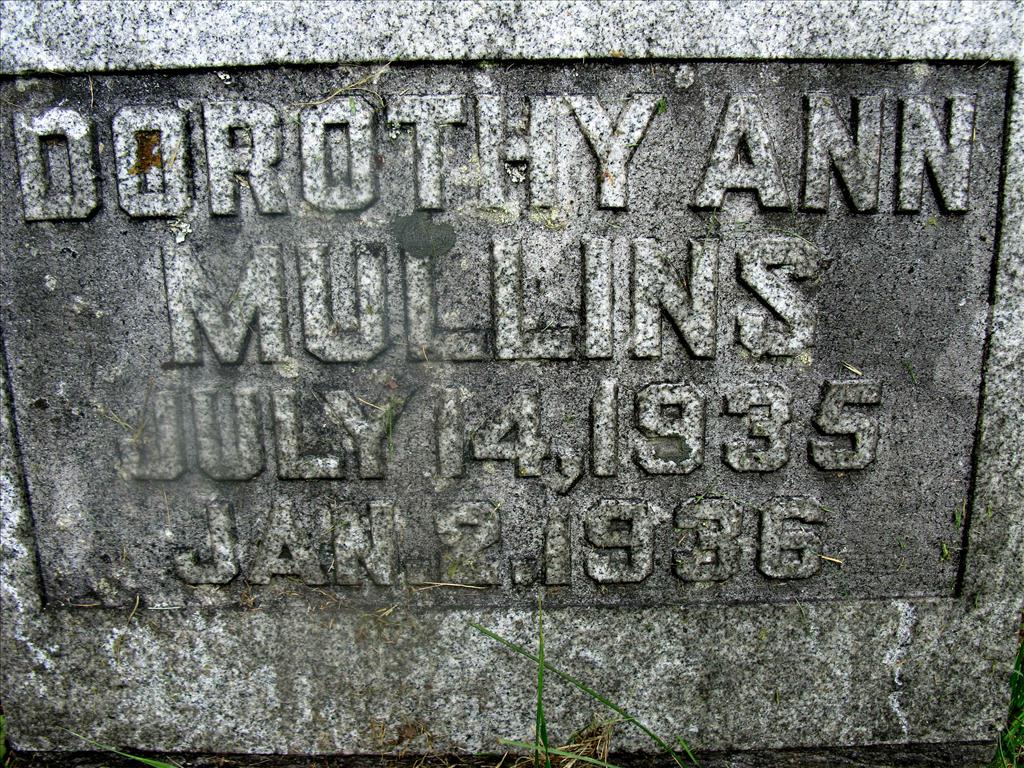 DOROTHY ANN
MULLINS
JULY 14, 1935
JAN. 2, 1936